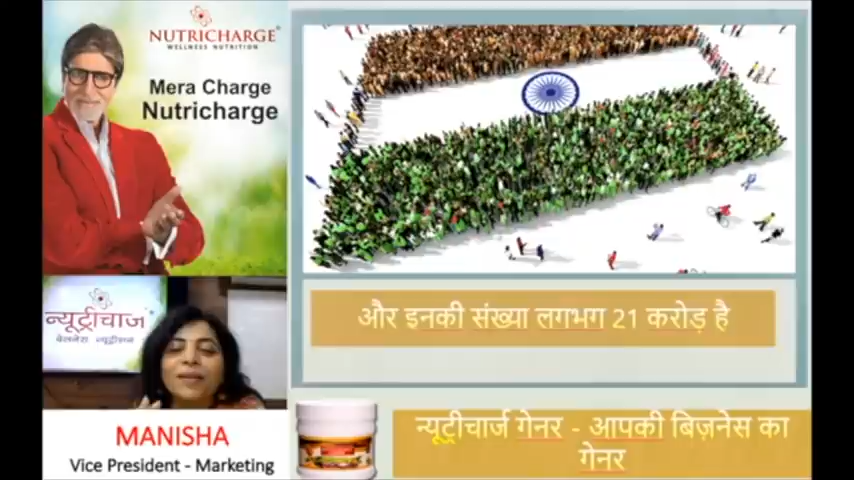 NUTRICHARGE
WELLNESS NUTRITION
Mera Charge
Nutricharge
और इनकी संख्या लगभग 21 करोड़ है
न्यूट्रीचार्ज
वेलनेस न्यूट्रीशन
MANISHA
Vice President - Marketing
न्यूट्रीचार्ज गेनर - आपकी बिज़नेस का
गेनर